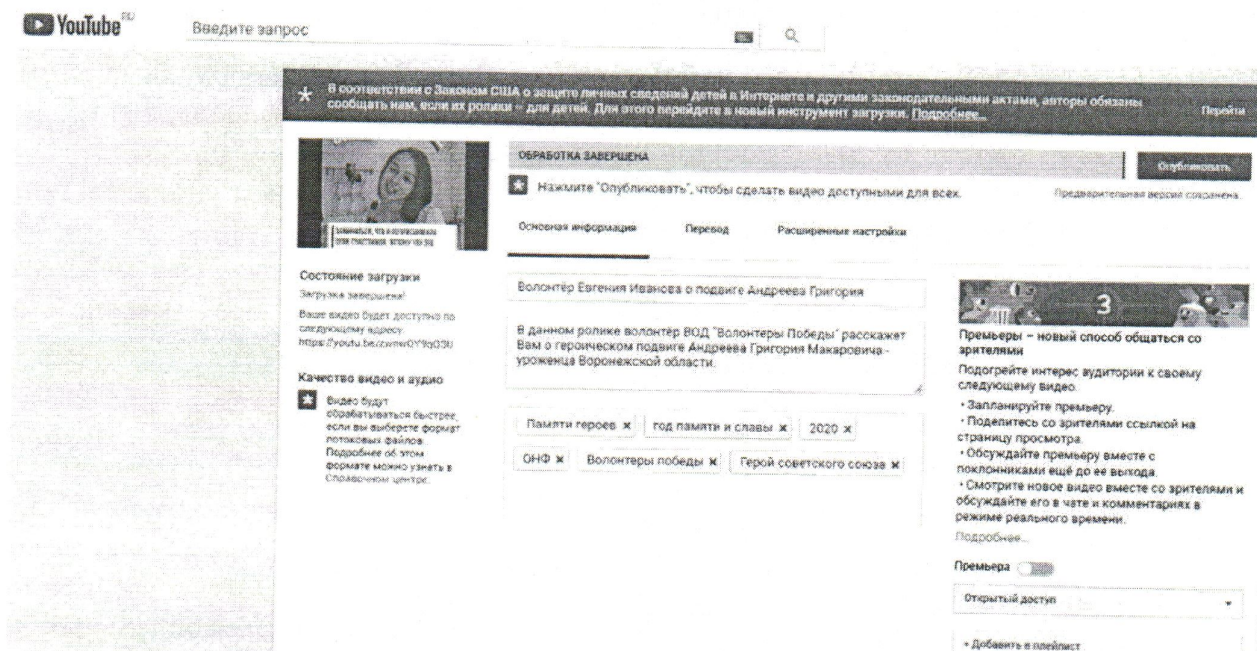 YouTube RU
Введите запрос
В соответствии с Законом США о защите личных сведений детей в Интернете и другими законодательными актами, авторы обязаны
сообщать нам, если их ролики – для детей. Для этого перейдите в новый инструмент загрузки. Подробнее...
Перейти
ОБРАБОТКА ЗАВЕРШЕНА
Опубликовать
Нажмите "Опубликовать", чтобы сделать видео доступными для всех.
Предварительная версия сохранена.
Основная информация
Перевод
Расширенные настройки
Состояние загрузки
Загрузка завершена!
Ваше видео будет доступно по
следующему адресу:
Качество видео и аудио
Видео будут
обрабатываться быстрее,
если вы выберете формат
потоковых файлов.
Подробнее об этом
формате можно узнать в
Справочном центре.
Волонтёр Евгения Иванова о подвиге Андреева Григория
В данном ролике волонтёр ВОД "Волонтеры Победы" расскажет
Вам о героическом подвиге Андреева Григория Макаровича -
уроженца Воронежской области.
Памяти героев × год памяти и славы × 2020 ×
ОНФ × Волонтеры победы × Герой советского союза ×
3
Премьеры – новый способ общаться со
зрителями
Подогрейте интерес аудитории к своему
следующему видео.
• Запланируйте премьеру.
• Поделитесь со зрителями ссылкой на
страницу просмотра.
• Обсуждайте премьеру вместе с
поклонниками ещё до ее выхода.
• Смотрите новое видео вместе со зрителями и
обсуждайте его в чате и комментариях в
режиме реального времени.
Подробнее...
Премьера
Открытый доступ
+ Добавить в плейлист